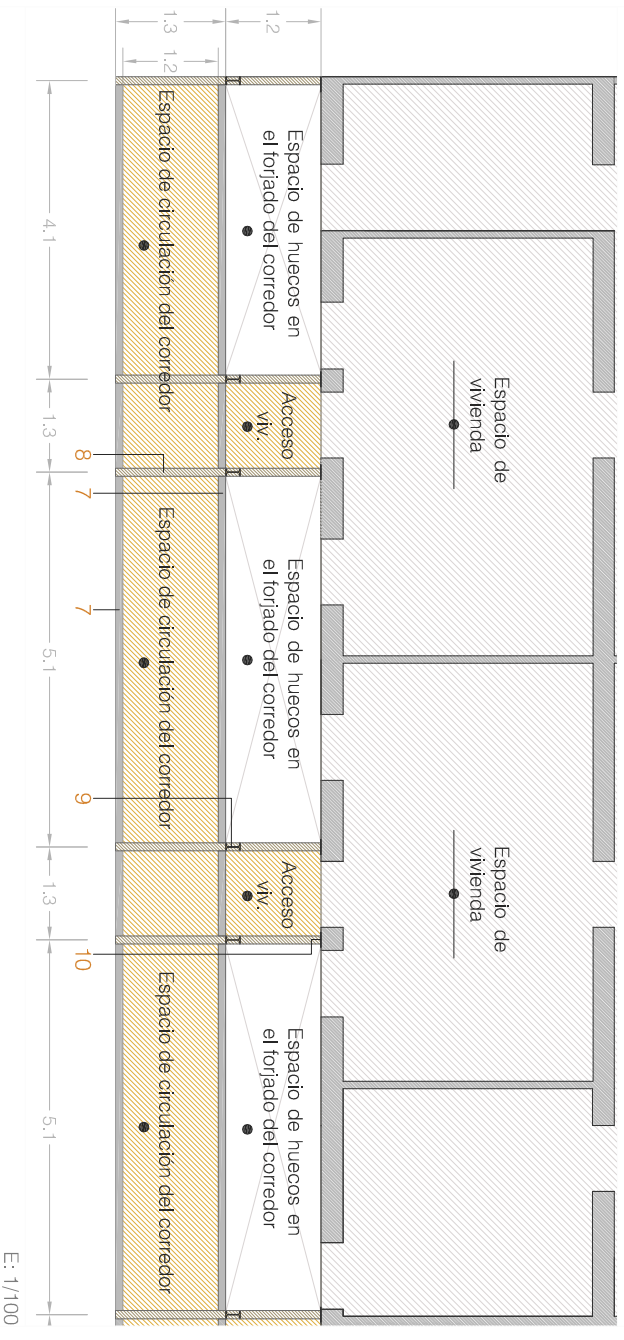 Espacio de
vivienda
Espacio de
vivienda
Espacio de huecos en
el forjado del corredor
Acceso
viv.
Espacio de huecos en
el forjado del corredor
Acceso
viv.
Espacio de huecos en
el forjado del corredor
Espacio de circulación del corredor
Espacio de circulación del corredor
Espacio de circulación del corredor
1.2
1.3
1.2
8
7
7
9
10
4.1
1.3
5.1
1.3
5.1
E: 1/100